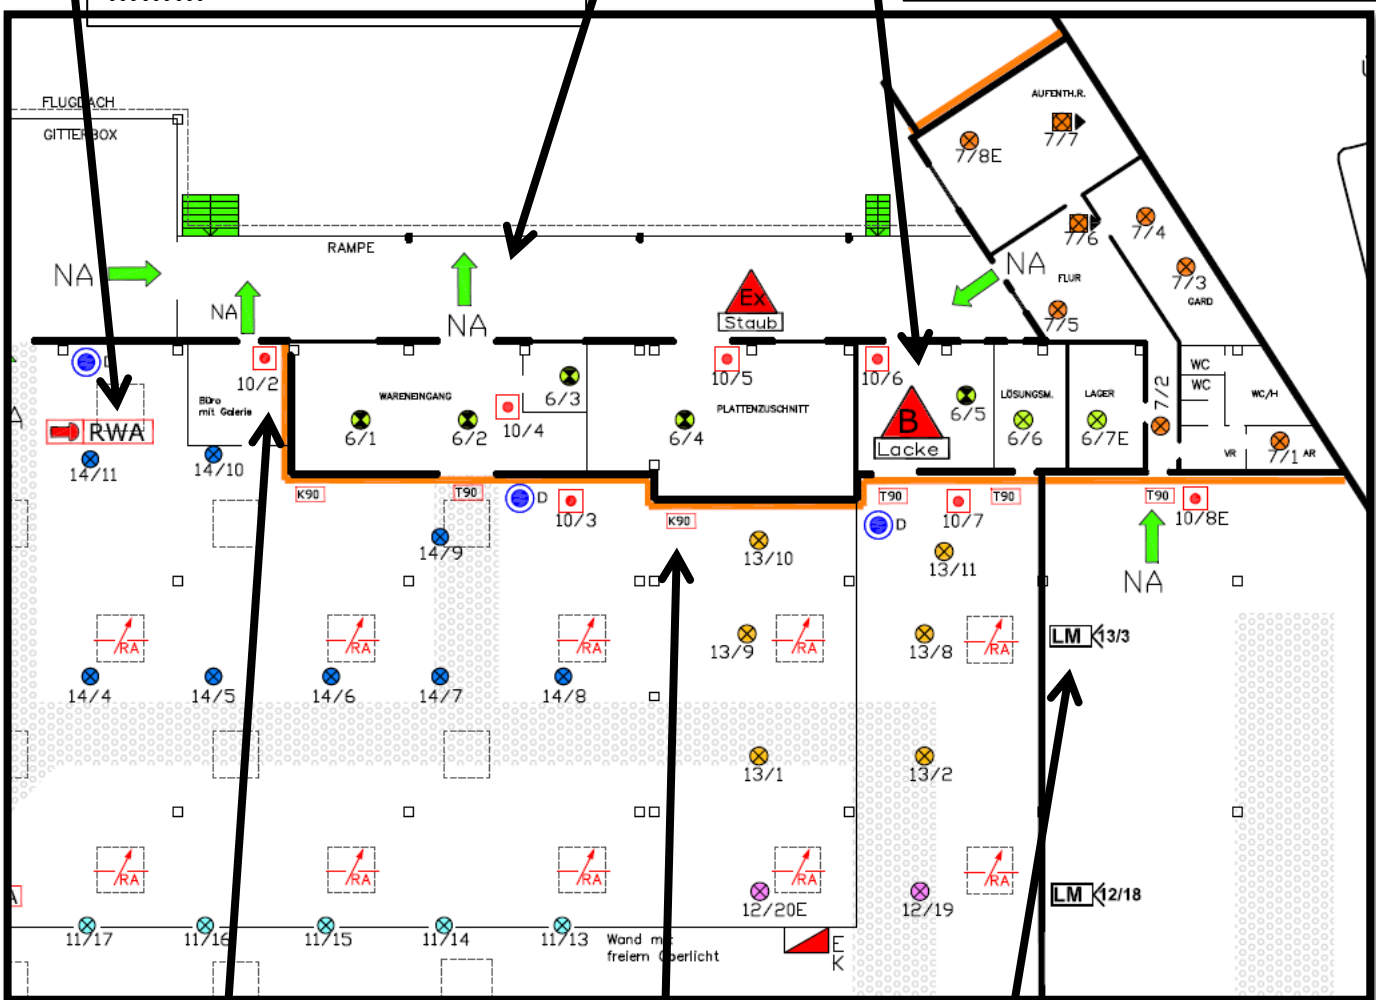 FLUGDACH
GITTERBOX
AUFENTH.R.
7/7
7/8E
7/6
7/4
RAMPE
NA
NA
NA
NA
FLUR
7/3
GARD
7/5
Ex
Staub
D
10/2
Büro
mit Galerie
WARENEINGANG
6/3
10/4
6/1
6/2
10/5
PLATTENZUSCHNITT
6/4
10/6
B
Lacke
6/5
LÖSUNGSM.
6/6
LAGER
6/7E
7/2
WC
WC
WC/H
VR
7/1
AR
RWA
14/11
14/10
K90
T90
D
10/3
K90
T90
D
10/7
T90
T90
10/8E
NA
14/9
13/10
13/11
RA
RA
RA
13/9
RA
13/8
RA
LM
13/3
14/4
14/5
14/6
14/7
14/8
13/1
13/2
RA
RA
RA
RA
RA
12/20E
12/19
LM
12/18
11/17
11/16
11/15
11/14
11/13
Wand mit
freiem Oberlicht
E
K